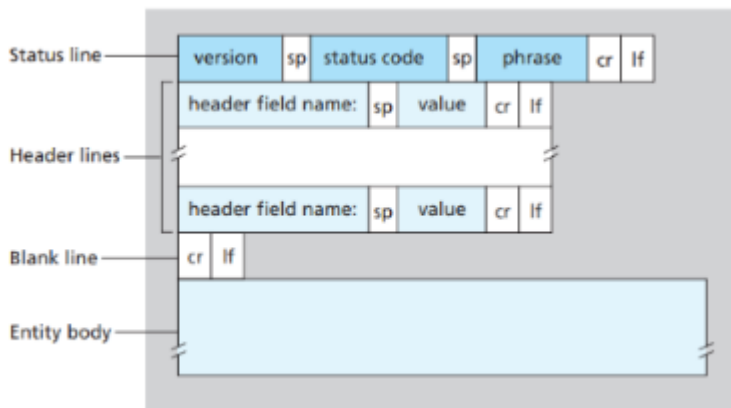 Status line version sp status code sp phrase cr lf
header field name: sp value cr lf
Header lines
header field name: sp value cr lf
Blank line cr lf
Entity body